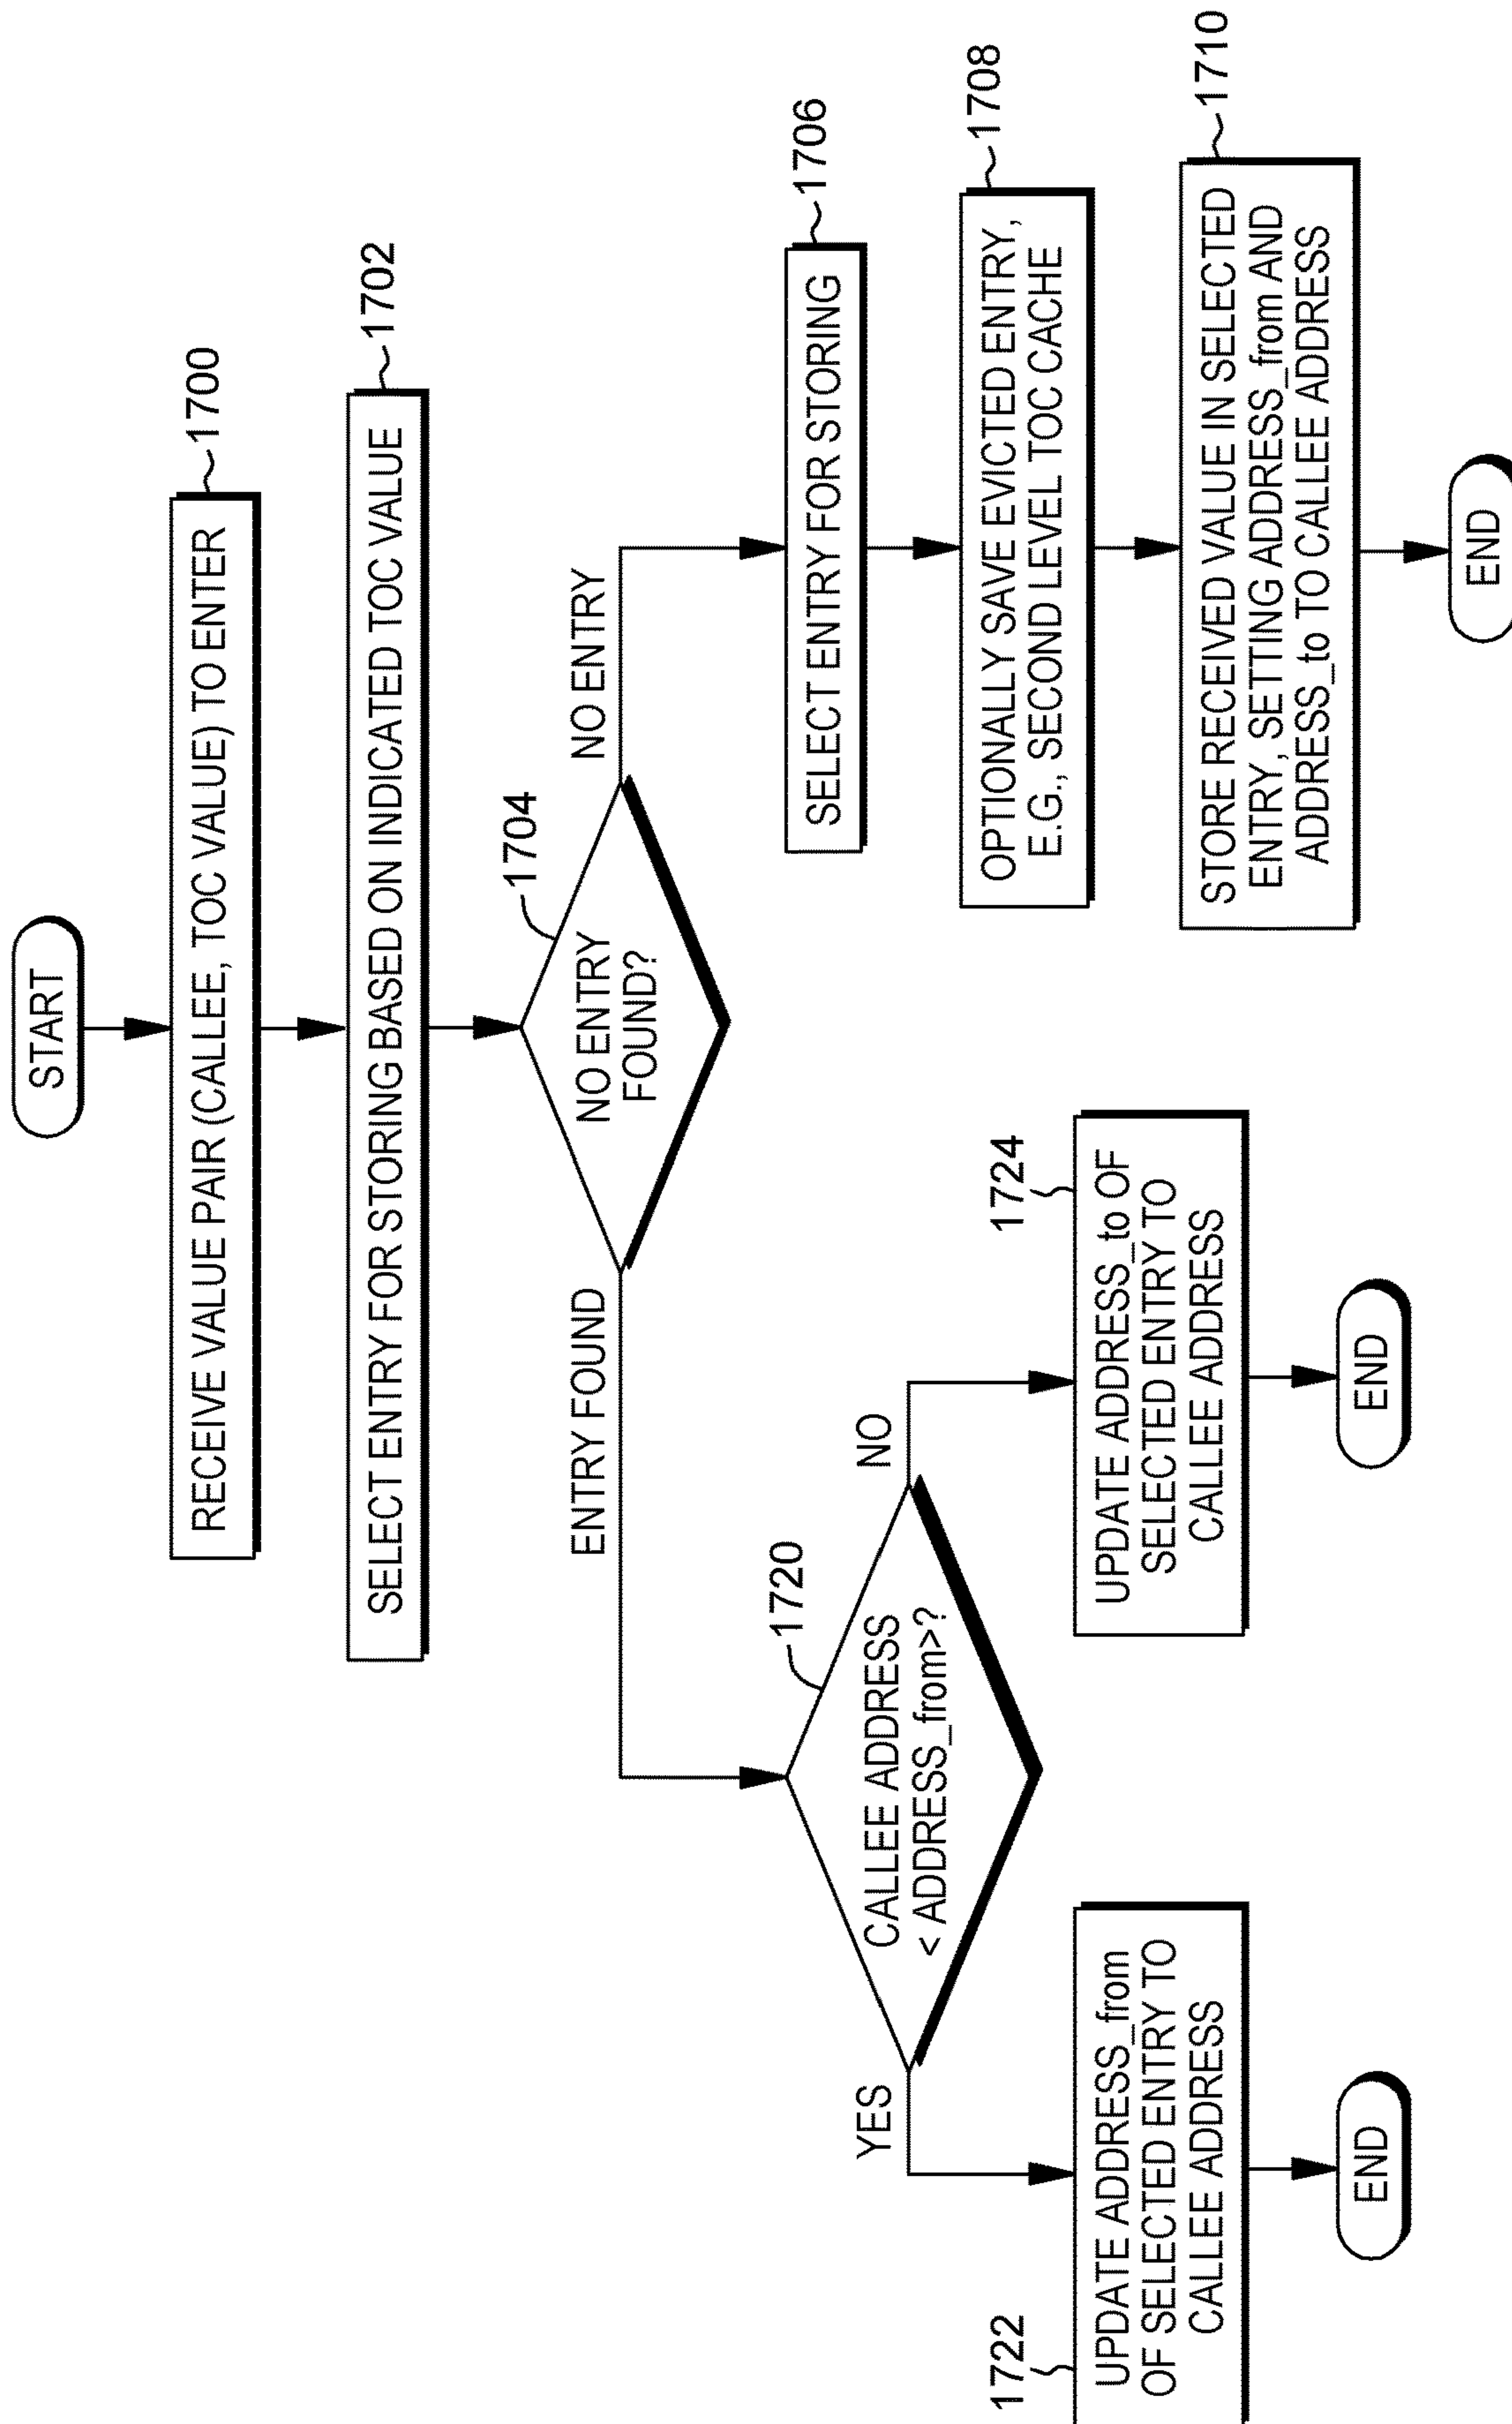 START
1700
RECEIVE VALUE PAIR (CALLEE, TOC VALUE) TO ENTER
1702
SELECT ENTRY FOR STORING BASED ON INDICATED TOC VALUE
1704
NO ENTRY
FOUND?
ENTRY FOUND
NO ENTRY
1720
CALLEE ADDRESS
< ADDRESS_from>?
YES
NO
1722
UPDATE ADDRESS_from
OF SELECTED ENTRY TO
CALLEE ADDRESS
END
1724
UPDATE ADDRESS_to OF
SELECTED ENTRY TO
CALLEE ADDRESS
END
1706
SELECT ENTRY FOR STORING
1708
OPTIONALLY SAVE EVICTED ENTRY,
E.G., SECOND LEVEL TOC CACHE
1710
STORE RECEIVED VALUE IN SELECTED
ENTRY, SETTING ADDRESS_from AND
ADDRESS_to TO CALLEE ADDRESS
END